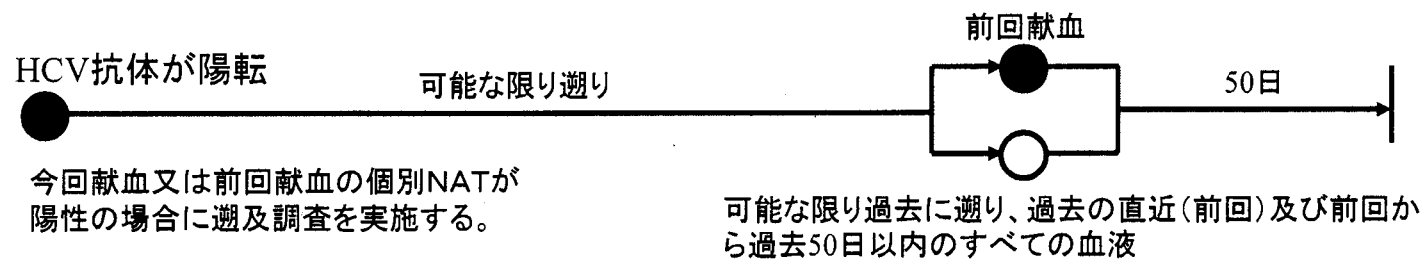 前回献血
HCV抗体が陽転
可能な限り遡り
50日
今回献血又は前回献血の個別NATが
陽性の場合に遡及調査を実施する。
可能な限り過去に遡り、過去の直近(前回)及び前回か
ら過去50日以内のすべての血液